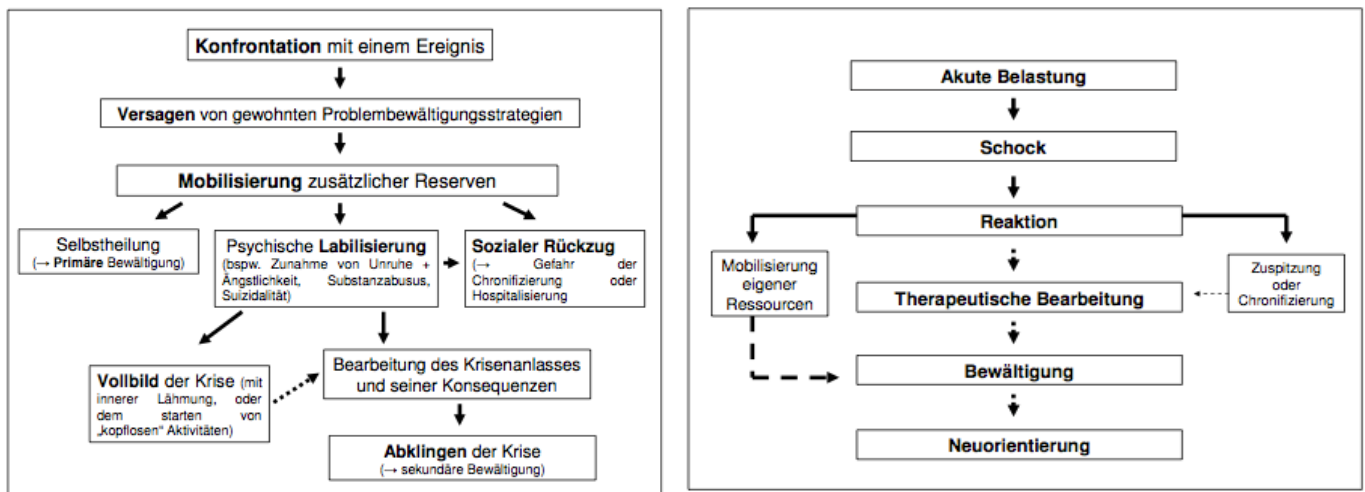 Konfrontation mit einem Ereignis
Versagen von gewohnten Problembewältigungsstrategien
Mobilisierung zusätzlicher Reserven
Selbstheilung
(→ Primäre Bewältigung)
Psychische Labilisierung
(bspw. Zunahme von Unruhe +
Ängstlichkeit, Substanzabusus,
Suizidalität)
Sozialer Rückzug
(→ Gefahr der
Chronifizierung oder
Hospitalisierung
Vollbild der Krise (mit
innerer Lähmung, oder
dem starten von
„kopflosen“ Aktivitäten)
Bearbeitung des Krisenanlasses
und seiner Konsequenzen
Abklingen der Krise
(→ sekundäre Bewältigung)
Akute Belastung
Schock
Reaktion
Mobilisierung
eigener
Ressourcen
Zuspitzung
oder
Chronifizierung
Therapeutische Bearbeitung
Bewältigung
Neuorientierung